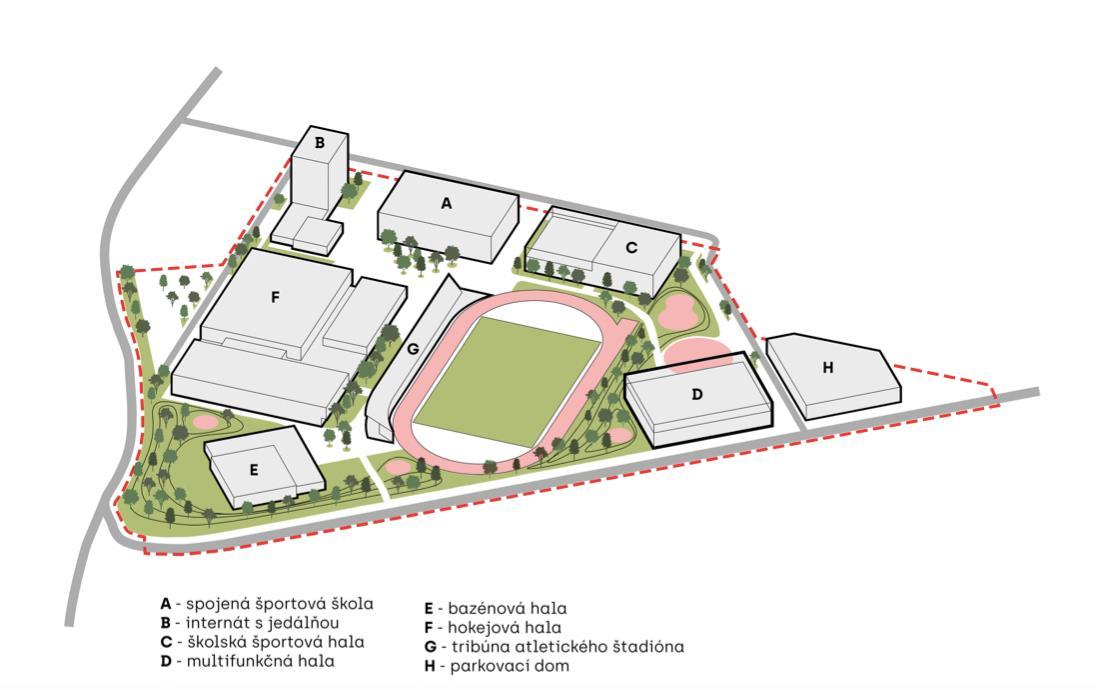 B
A
C
F
G
H
D
E
A - spojená športová škola
B - internát s jedálňou
C - školská športová hala
D - multifunkčná hala
E - bazénová hala
F - hokejová hala
G - tribúna atletického štadióna
H - parkovací dom